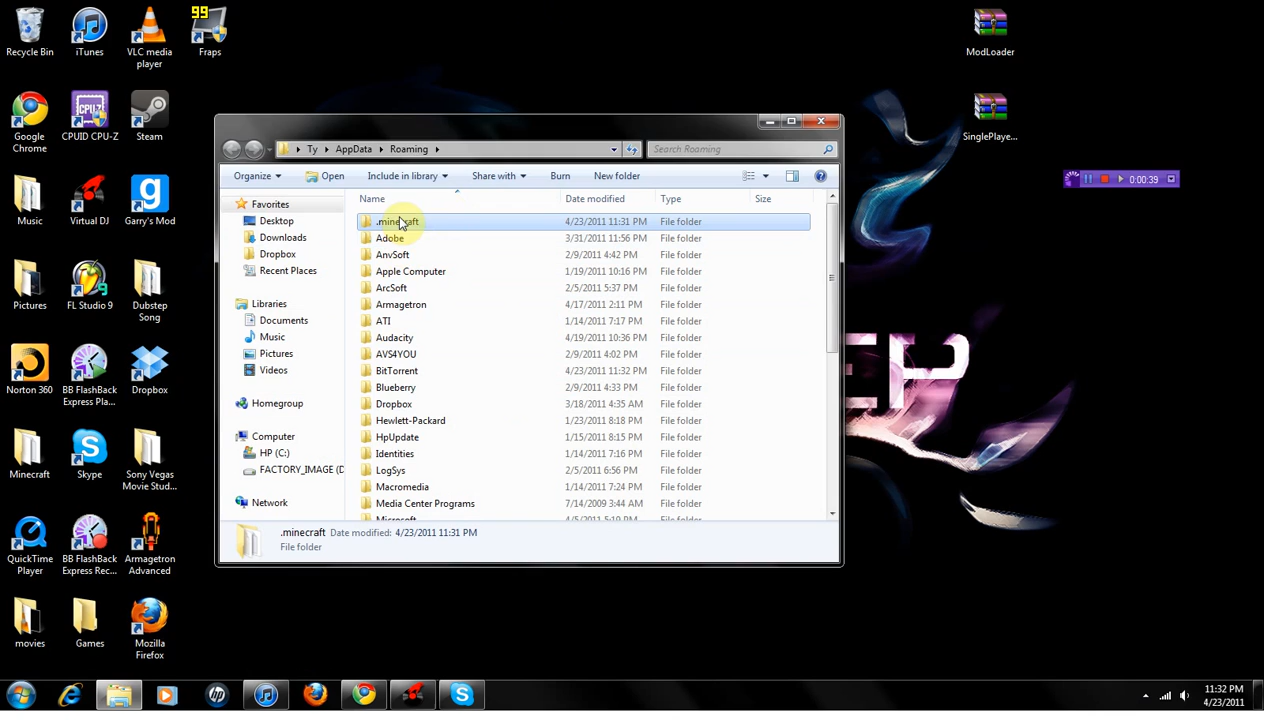 Recycle Bin
iTunes
VLC media
player
99
Fraps
ModLoader
Google
Chrome
CPUID CPU-Z
Steam
SinglePlaye...
Music
Virtual DJ
Garry's Mod
Pictures
FL Studio 9
Dubstep
Song
Norton 360
BB FlashBack
Express Pla...
Dropbox
Minecraft
Skype
Sony Vegas
Movie Stud...
QuickTime
Player
BB FlashBack
Express Rec...
Armagetron
Advanced
movies
Games
Mozilla
Firefox
Ty
AppData
Roaming
Search Roaming
Organize
Open
Include in library
Share with
Burn
New folder
Favorites
Desktop
Downloads
Dropbox
Recent Places
Libraries
Documents
Music
Pictures
Videos
Homegroup
Computer
HP (C:)
FACTORY_IMAGE (D
Network
Name Date modified Type Size
.minecraft 4/23/2011 11:31 PM File folder
Adobe 3/31/2011 11:56 PM File folder
AnvSoft 2/9/2011 4:42 PM File folder
Apple Computer 1/19/2011 10:16 PM File folder
ArcSoft 2/5/2011 5:37 PM File folder
Armagetron 4/17/2011 2:11 PM File folder
ATI 1/14/2011 7:17 PM File folder
Audacity 4/19/2011 10:36 PM File folder
AVS4YOU 2/9/2011 4:02 PM File folder
BitTorrent 4/23/2011 11:32 PM File folder
Blueberry 2/9/2011 4:33 PM File folder
Dropbox 3/18/2011 4:35 AM File folder
Hewlett-Packard 1/23/2011 8:18 PM File folder
HpUpdate 1/15/2011 8:15 PM File folder
Identities 1/14/2011 7:16 PM File folder
LogSys 2/5/2011 6:56 PM File folder
Macromedia 1/14/2011 7:24 PM File folder
Media Center Programs 7/14/2009 3:44 AM File folder
Microsoft 4/5/2011 5:19 PM File folder
.minecraft Date modified: 4/23/2011 11:31 PM
File folder
0:00:39
11:32 PM
4/23/2011